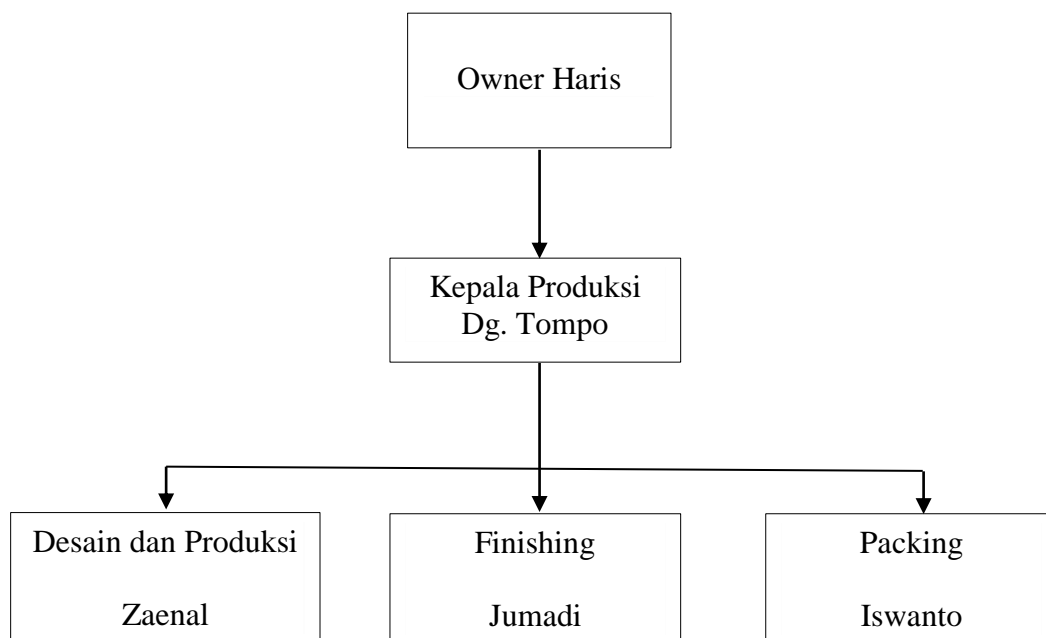 Owner Haris
Kepala Produksi
Dg. Tompo
Desain dan Produksi
Zaenal
Finishing
Jumadi
Packing
Iswanto